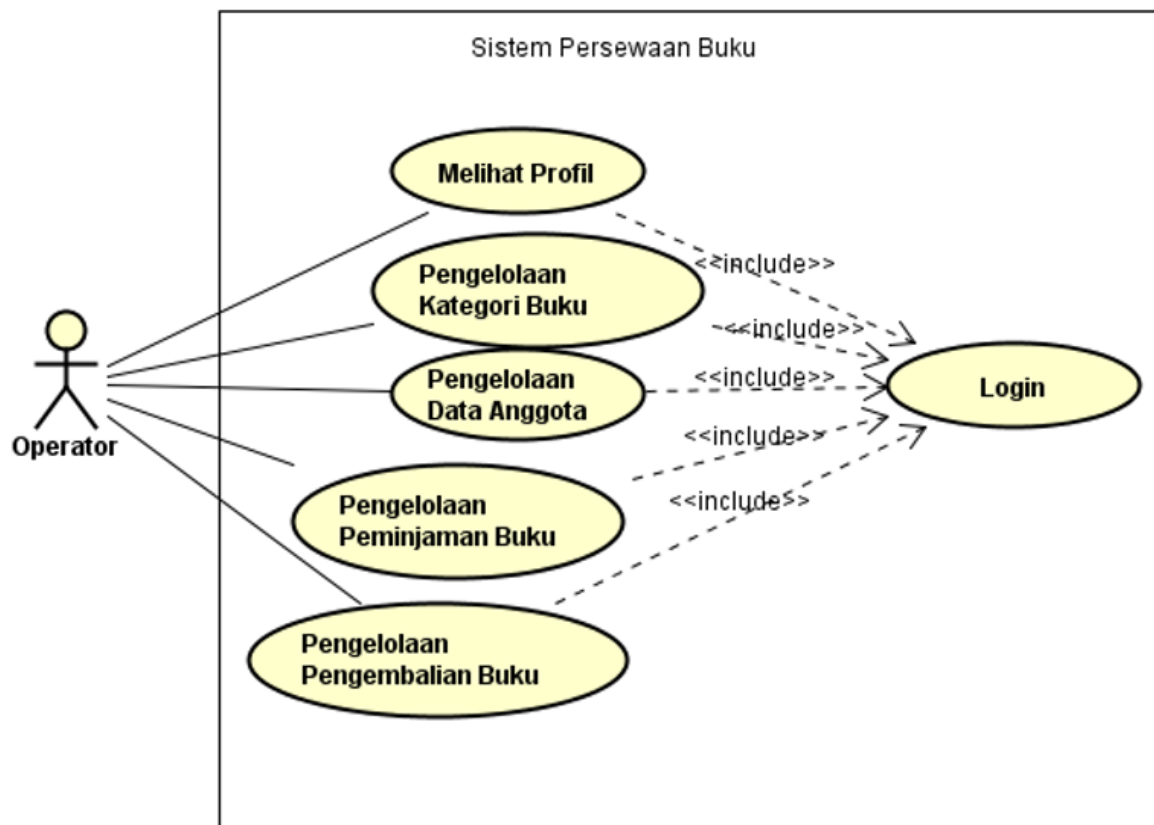 Sistem Persewaan Buku
Melihat Profil
<<include>>
Pengelolaan
Kategori Buku
<<include>>
Pengelolaan
Data Anggota
<<include>>
Login
Operator
<<include>>
Pengelolaan
Peminjaman Buku
<<include>>
Pengelolaan
Pengembalian Buku